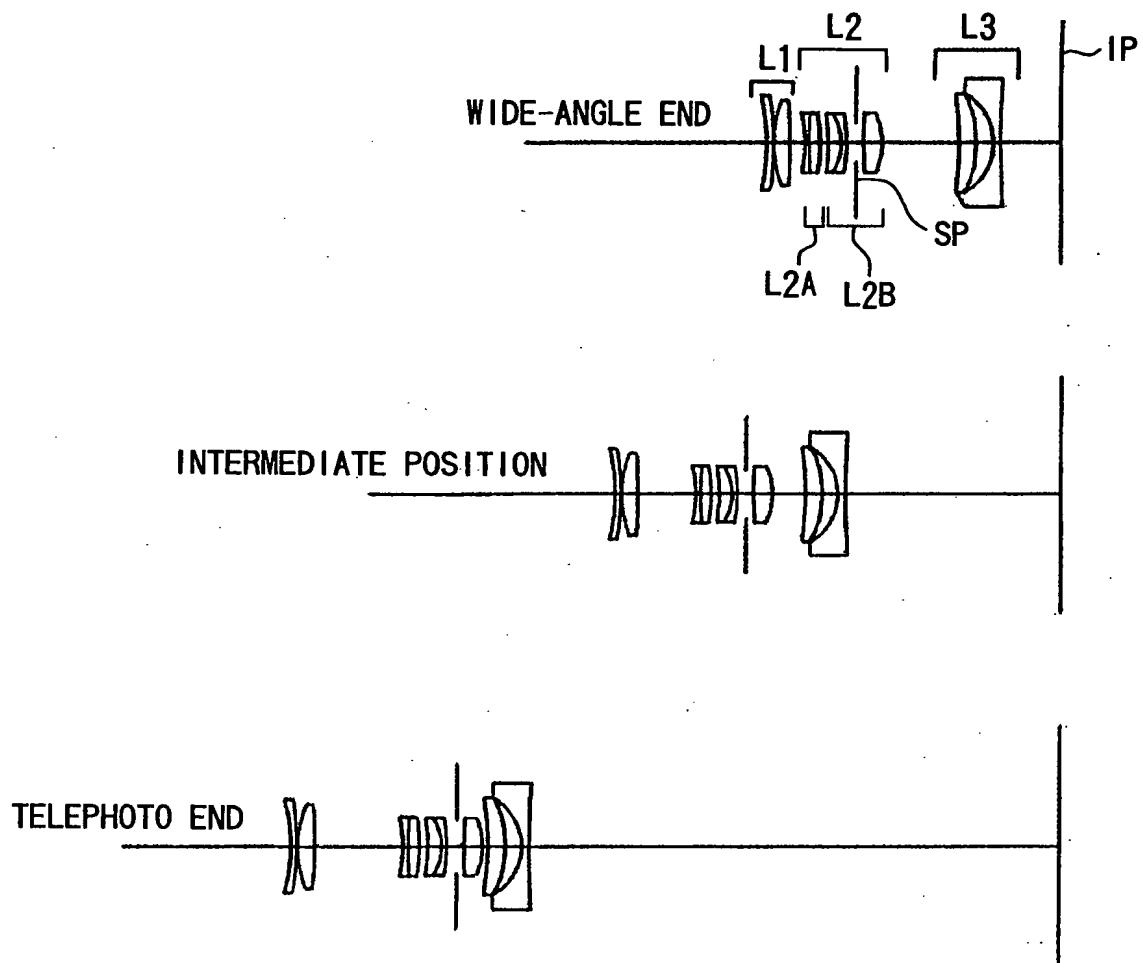 L2
L3
IP
L1
WIDE-ANGLE END
SP
L2A
L2B
INTERMEDIATE POSITION
TELEPHOTO END